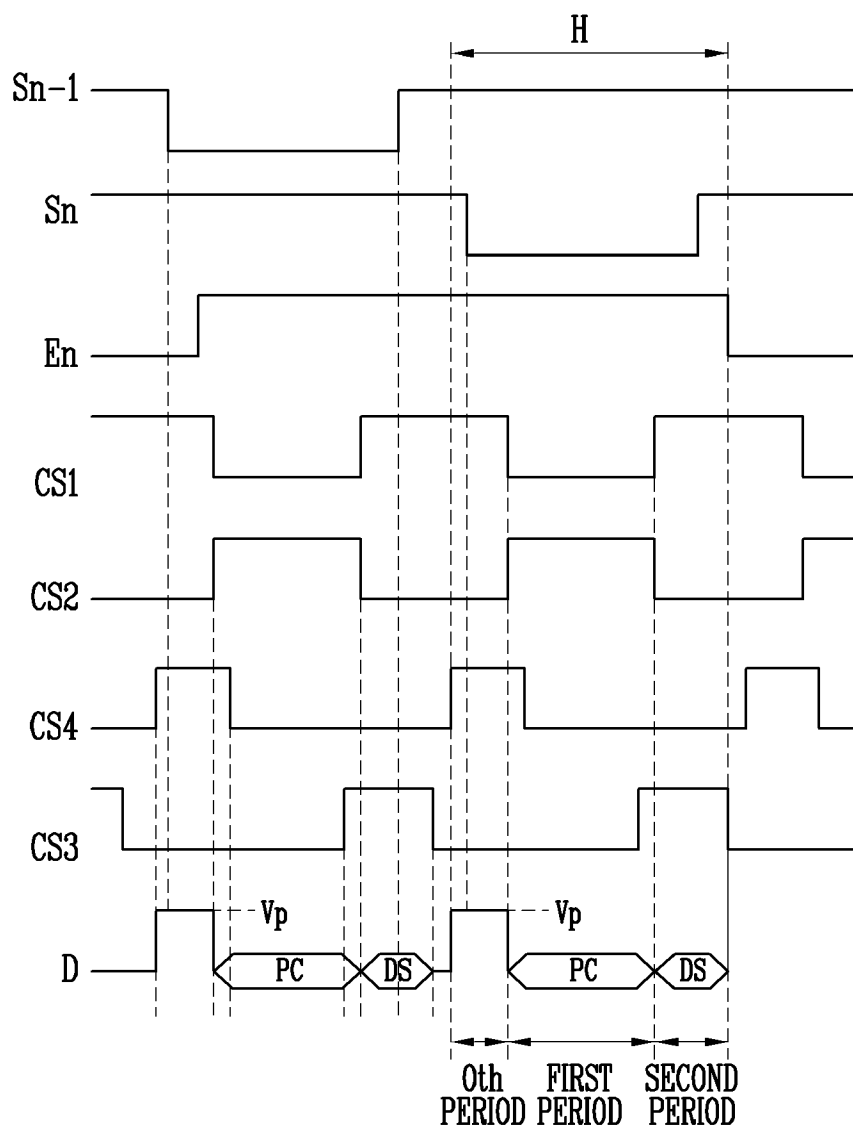 H
Sn-1
Sn
En
CS1
CS2
CS4
CS3
Vp
Vp
D
PC
DS
PC
DS
0th PERIOD
FIRST PERIOD
SECOND PERIOD